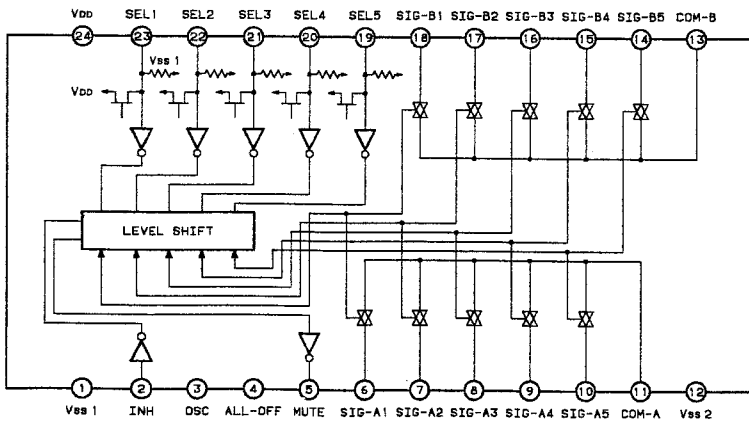 VDD SEL1 SEL2 SEL3 SEL4 SEL5 SIG-B1 SIG-B2 SIG-B3 SIG-B4 SIG-B5 COM-B
24 23 22 21 20 19 18 17 16 15 14 13
Vss 1
VDD
LEVEL SHIFT
1 2 3 4 5 6 7 8 9 10 11 12
Vss 1 INH OSC ALL-OFF MUTE SIG-A1 SIG-A2 SIG-A3 SIG-A4 SIG-A5 COM-A Vss 2